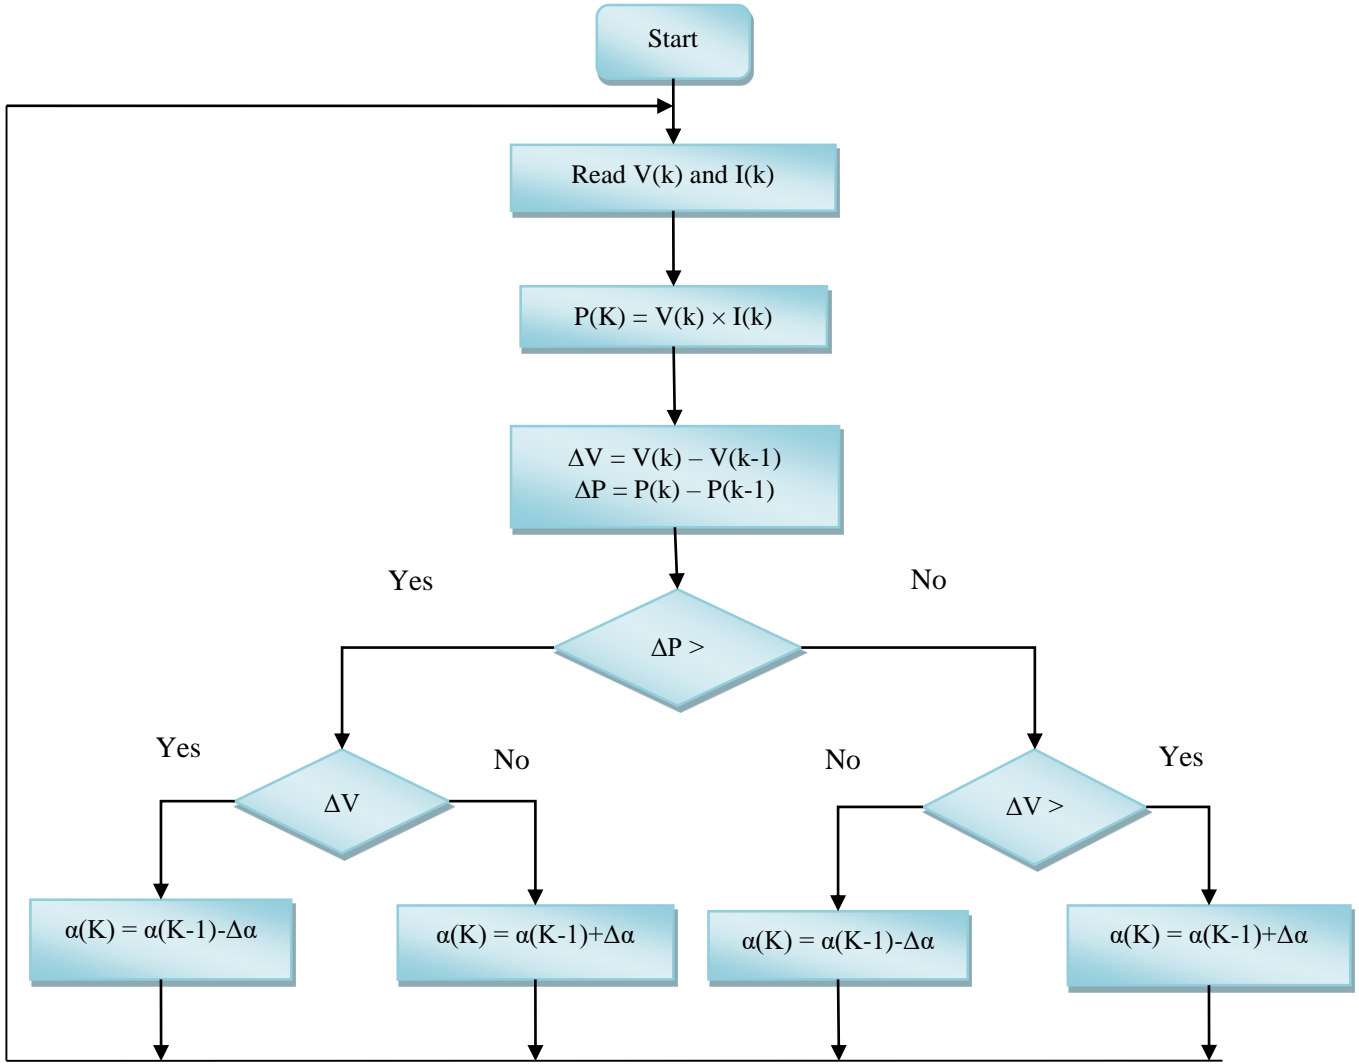 Start
Read V(k) and I(k)
P(K) = V(k) × I(k)
ΔV = V(k) – V(k-1)
ΔP = P(k) – P(k-1)
Yes
No
ΔP >
Yes
No
No
Yes
ΔV
ΔV >
α(K) = α(K-1)-Δα
α(K) = α(K-1)+Δα
α(K) = α(K-1)-Δα
α(K) = α(K-1)+Δα